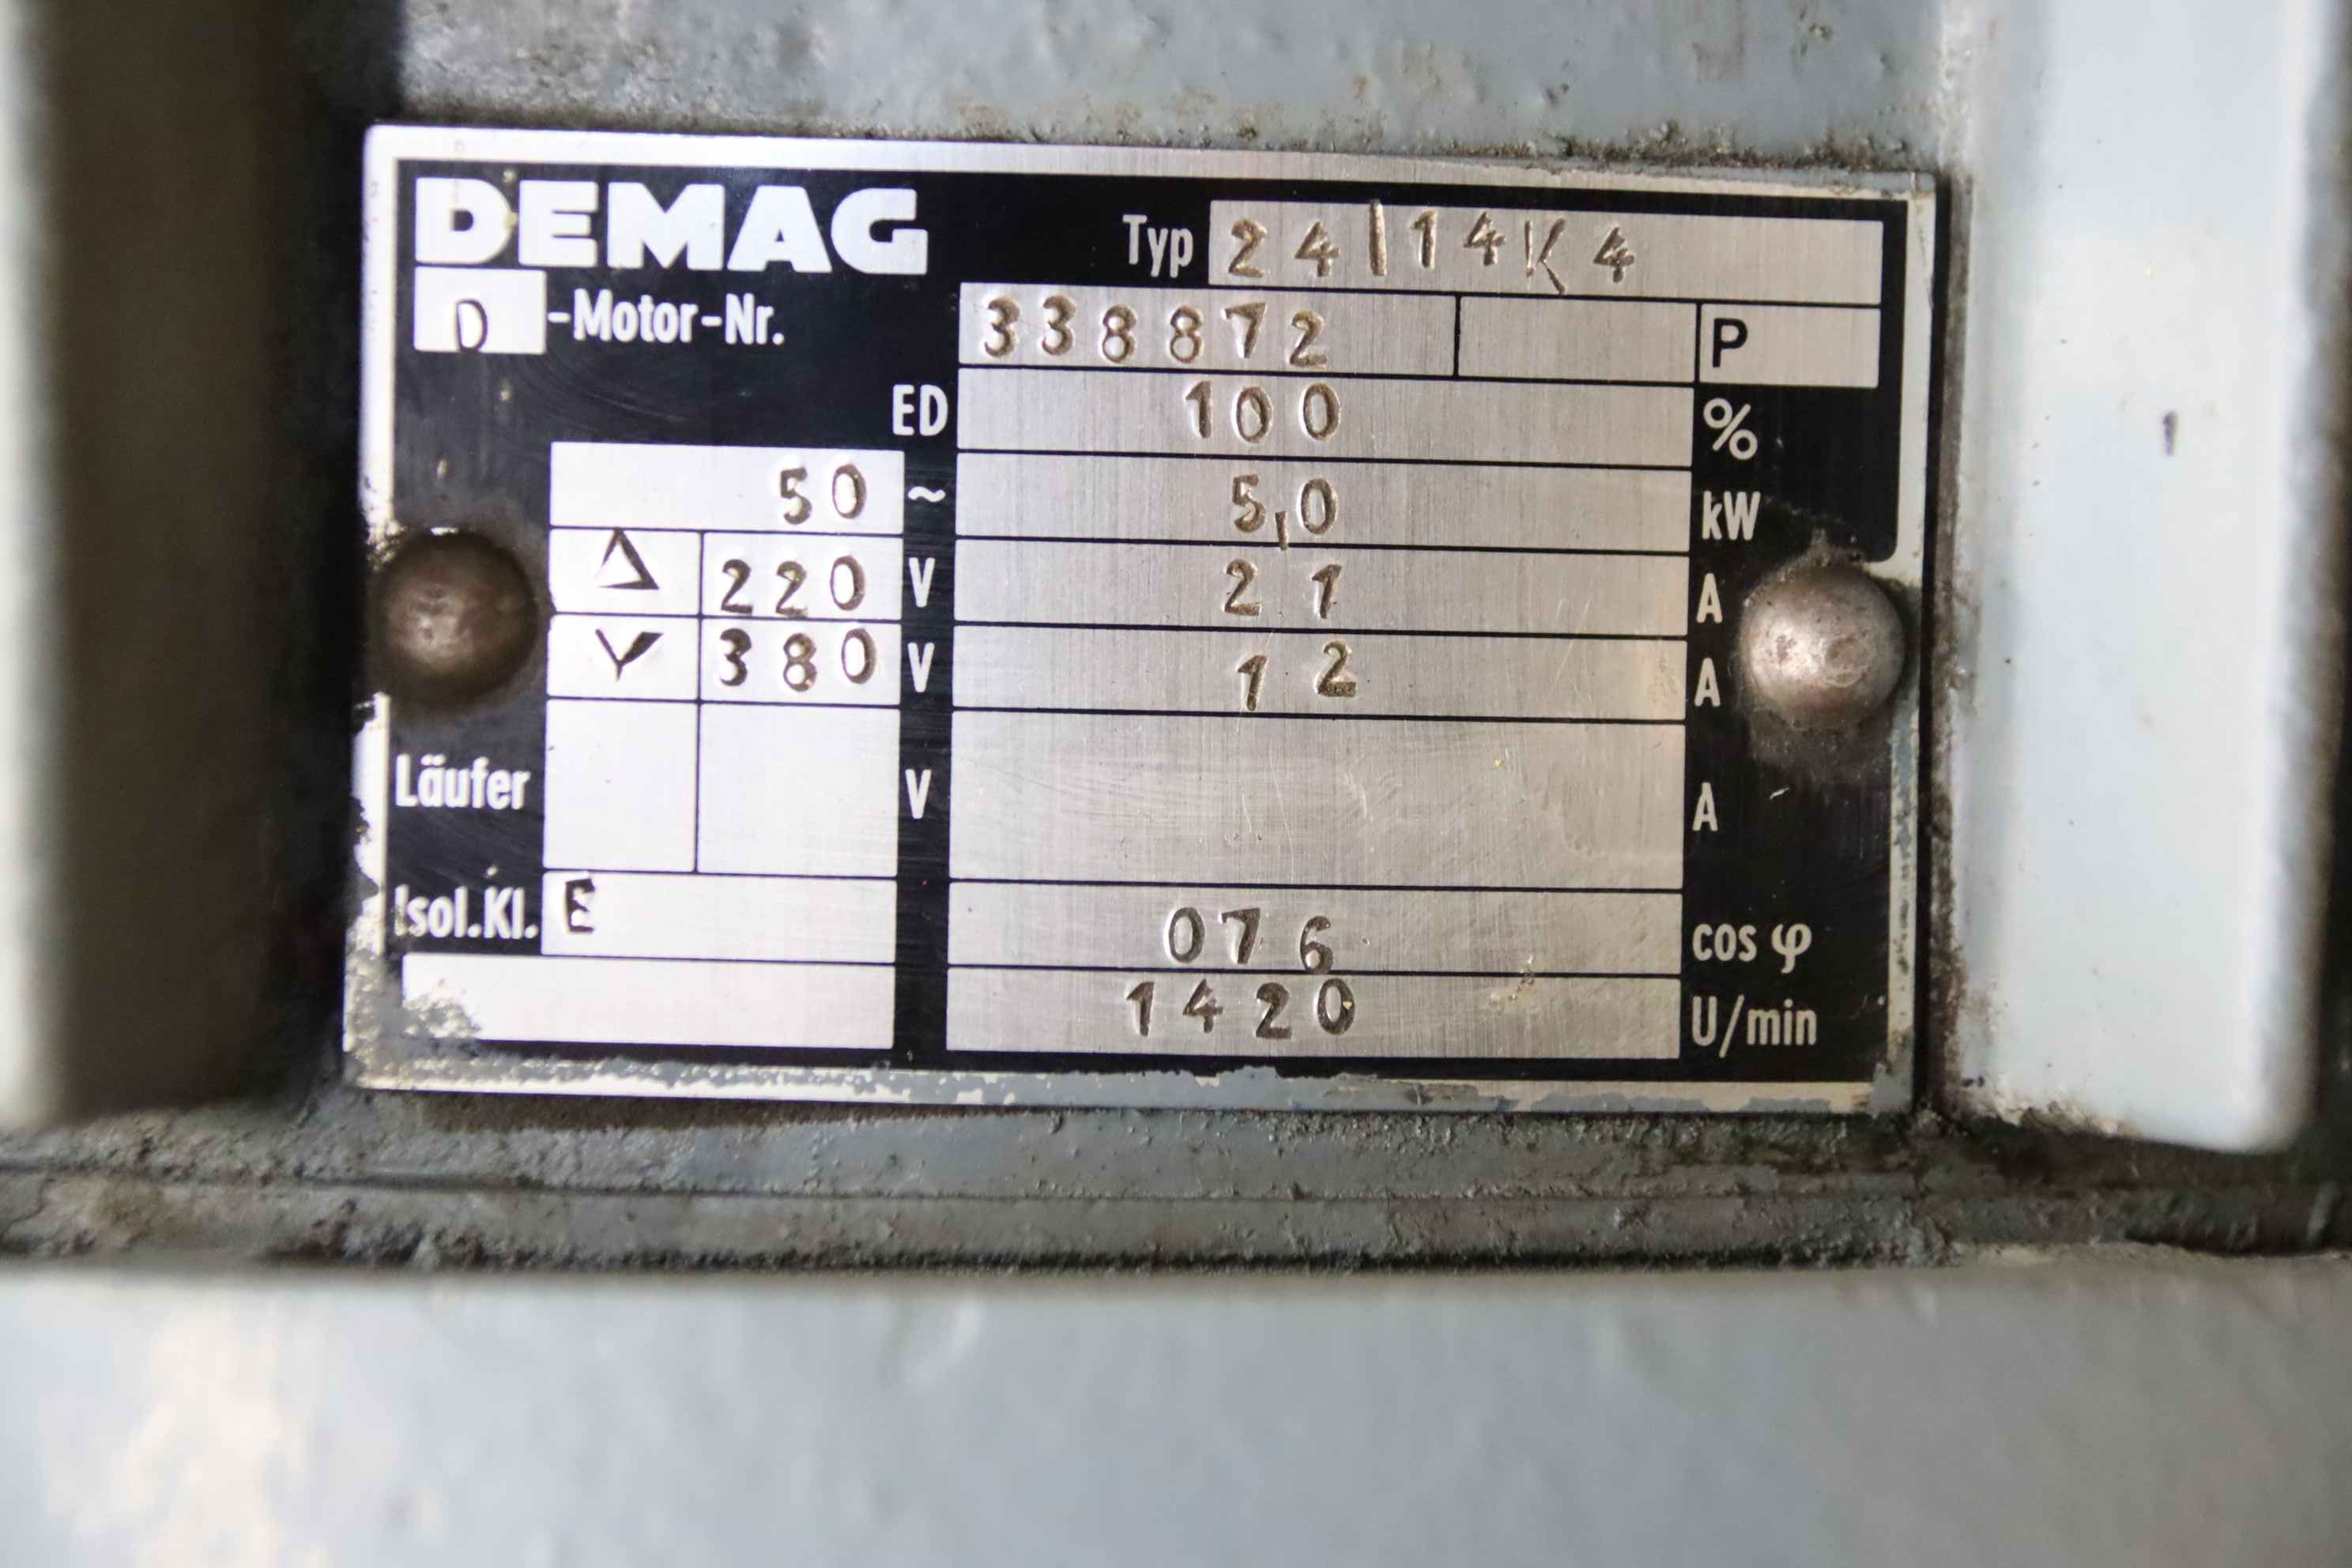 DEMAG Typ 24/14K4
D -Motor-Nr. 338872 P
ED 100 %
50 ~ 5,0 kW
Δ 220 V 21 A
Y 380 V 12 A
Läufer V A
Isol.Kl. E 076 cos φ
1420 U/min